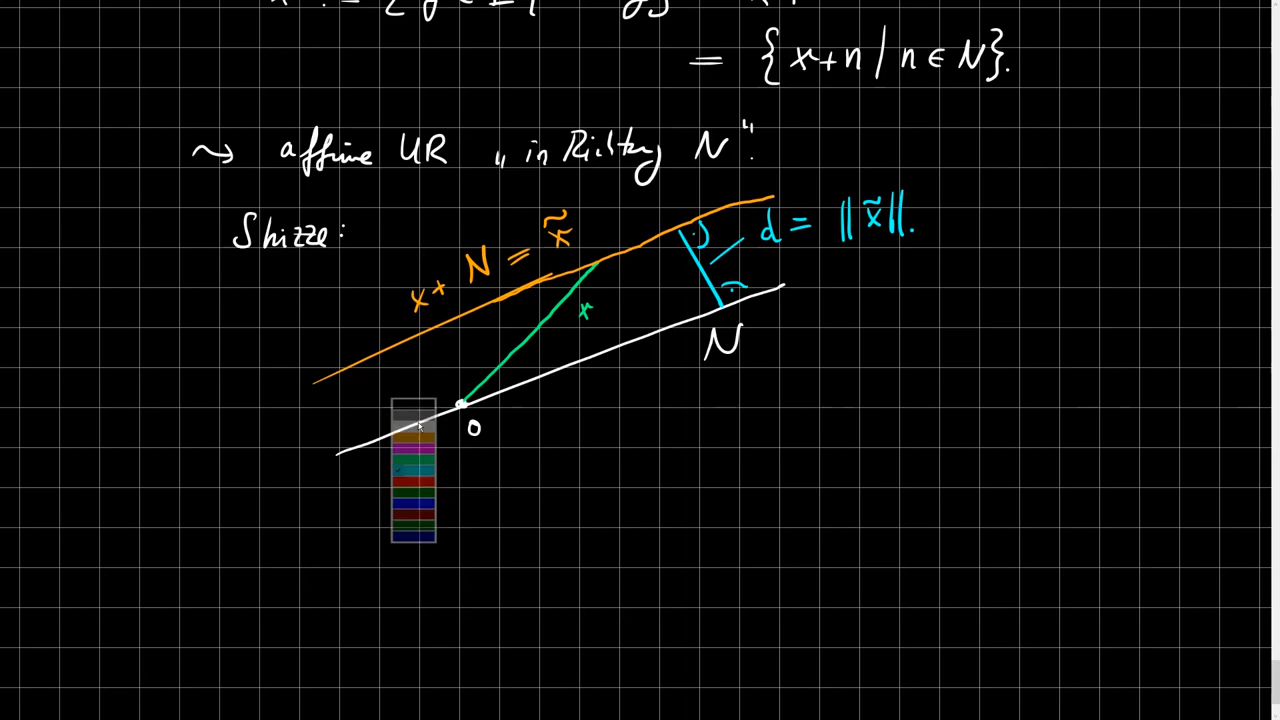 = {x+n | n ∈ N}.
⇝ affine UR „in Richtung N“.
Skizze:
x + N = x̃
d = ‖x̃‖.
x
N
0